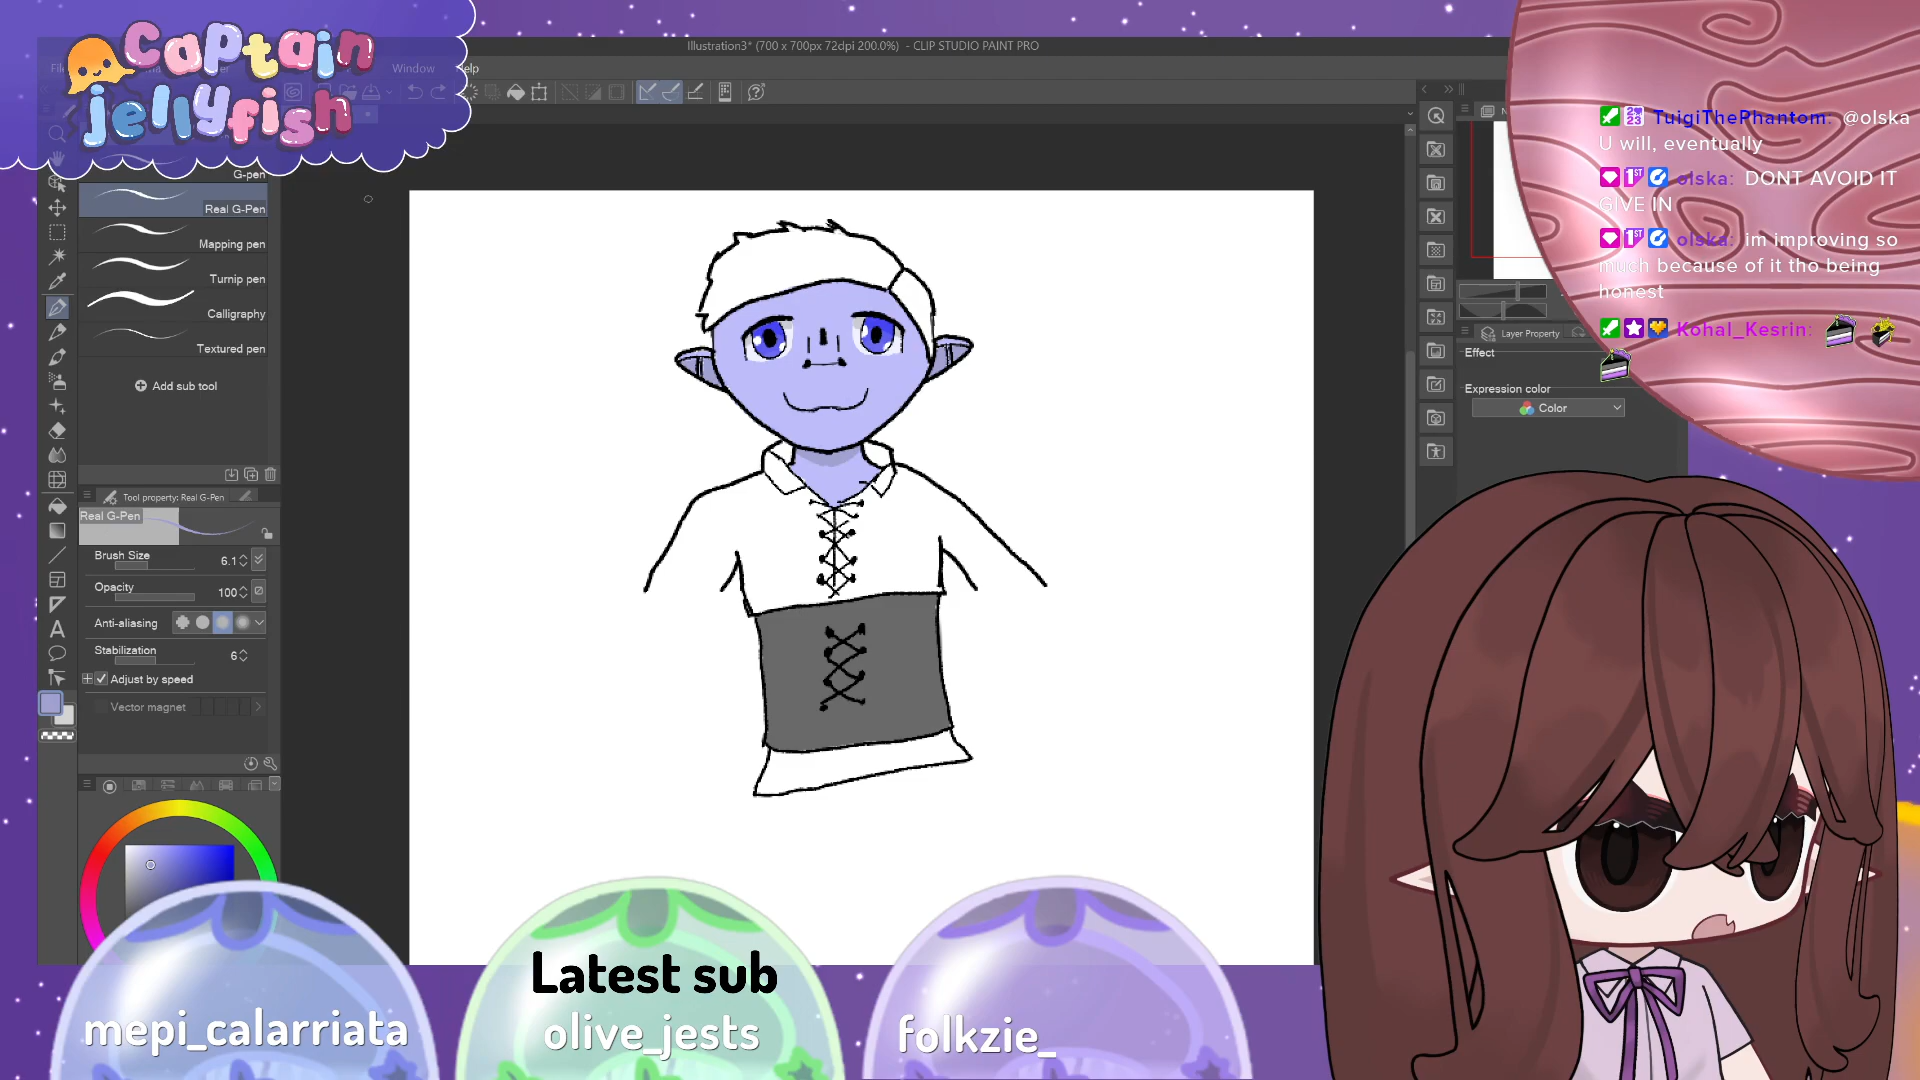 Captain
jellyfish
Illustration3* (700 x 700px 72dpi 200.0%) - CLIP STUDIO PAINT PRO
Window
elp
G-pen
Real G-Pen
Mapping pen
Turnip pen
Calligraphy
Textured pen
Add sub tool
Tool property: Real G-Pen
Real G-Pen
Brush Size 6.1
Opacity 100
Anti-aliasing
Stabilization 6
Adjust by speed
Vector magnet
Layer Property
Effect
Expression color
Color
TuigiThePhantom: @olska
U will, eventually
olska: DONT AVOID IT
GIVE IN
olska: im improving so
much because of it tho being
honest
Kohal_Kesrin:
mepi_calarriata
Latest sub
olive_jests
folkzie_